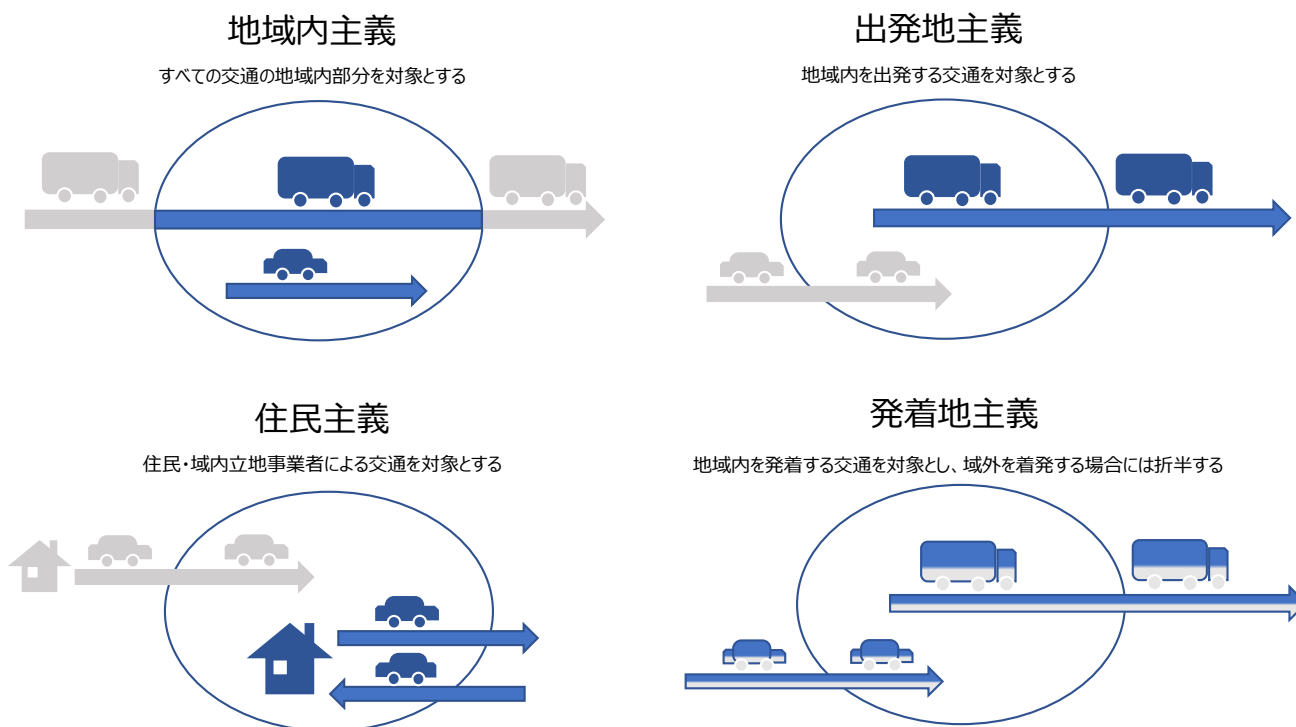 地域内主義
すべての交通の地域内部分を対象とする
出発地主義
地域内を出発する交通を対象とする
住民主義
住民・域内立地事業者による交通を対象とする
発着地主義
地域内を発着する交通を対象とし、域外を着発する場合には折半する